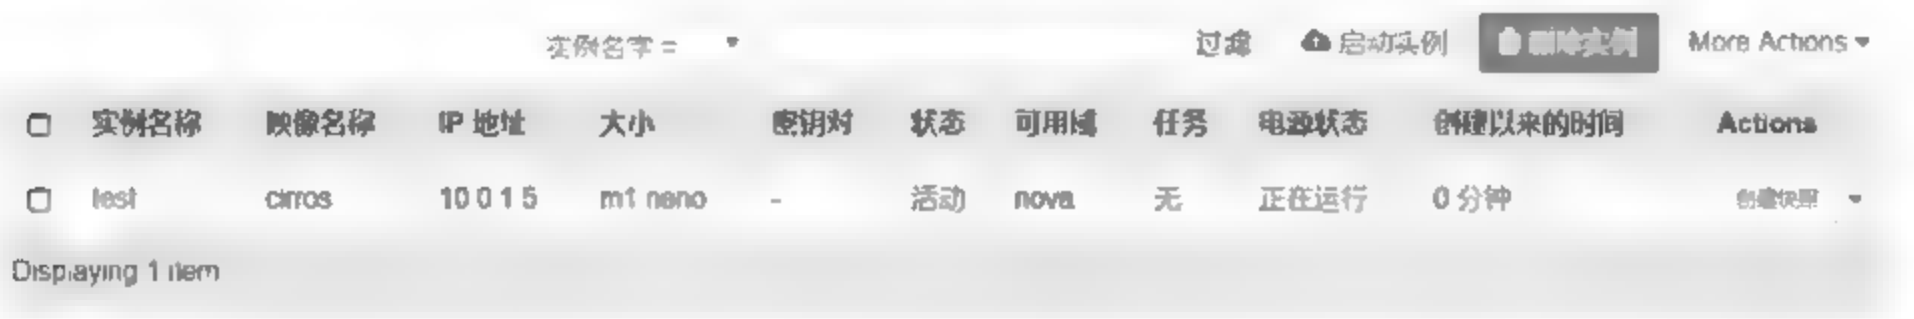 实例名字 = 过滤 启动实例 删除实例 More Actions
实例名称 映像名称 IP 地址 大小 密钥对 状态 可用域 任务 电源状态 创建以来的时间 Actions
test cirros 10.0.1.5 m1.nano - 活动 nova 无 正在运行 0 分钟 创建快照
Displaying 1 item